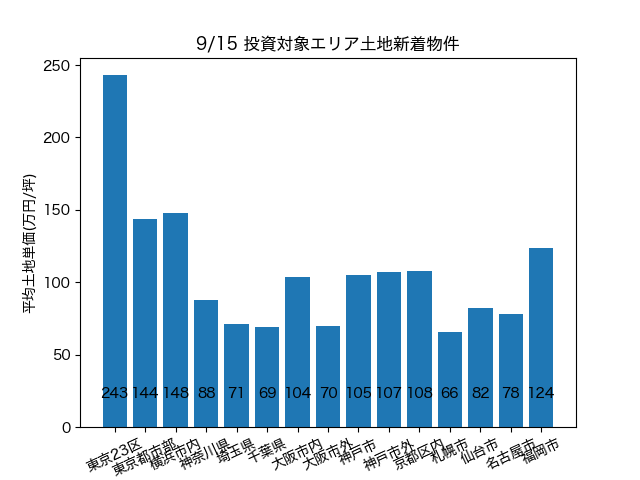 9/15 投資対象エリア土地新着物件
平均土地単価(万円/坪)
250
200
150
100
50
0
243 144 148 88 71 69 104 70 105 107 108 66 82 78 124
東京23区 東京都市部 横浜市内 神奈川県 埼玉県 千葉県 大阪市内 大阪市外 神戸市 神戸市外 京都区内 札幌市 仙台市 名古屋市 福岡市